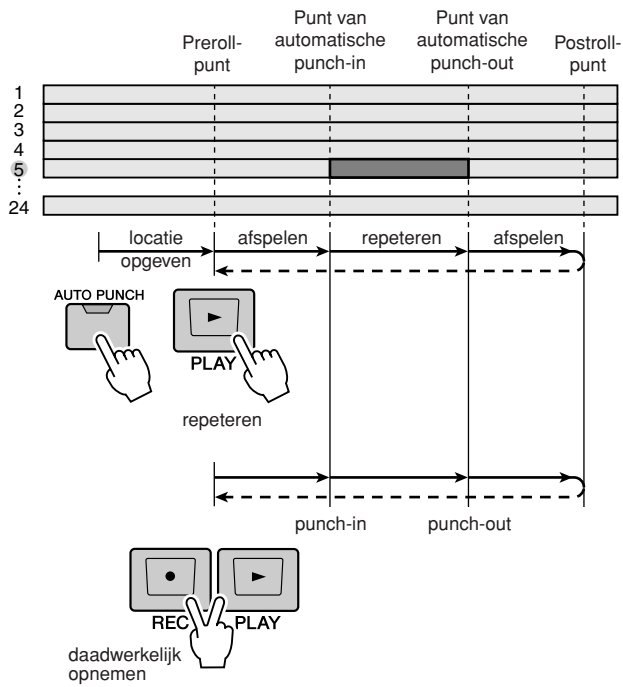 Preroll-
punt
Punt van
automatische
punch-in
Punt van
automatische
punch-out
Postroll-
punt
1
2
3
4
5
24
locatie
opgeven
afspelen
repeteren
afspelen
AUTO PUNCH
PLAY
repeteren
punch-in
punch-out
REC
PLAY
daadwerkelijk
opnemen